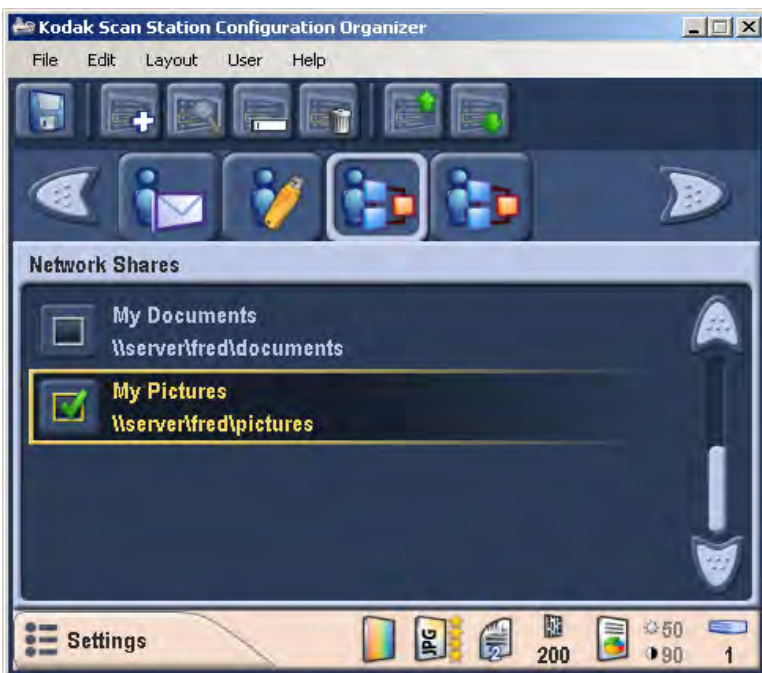 Kodak Scan Station Configuration Organizer
File Edit Layout User Help
Network Shares
My Documents
\\server\fred\documents
My Pictures
\\server\fred\pictures
Settings
JPG
2
200
50
90
1